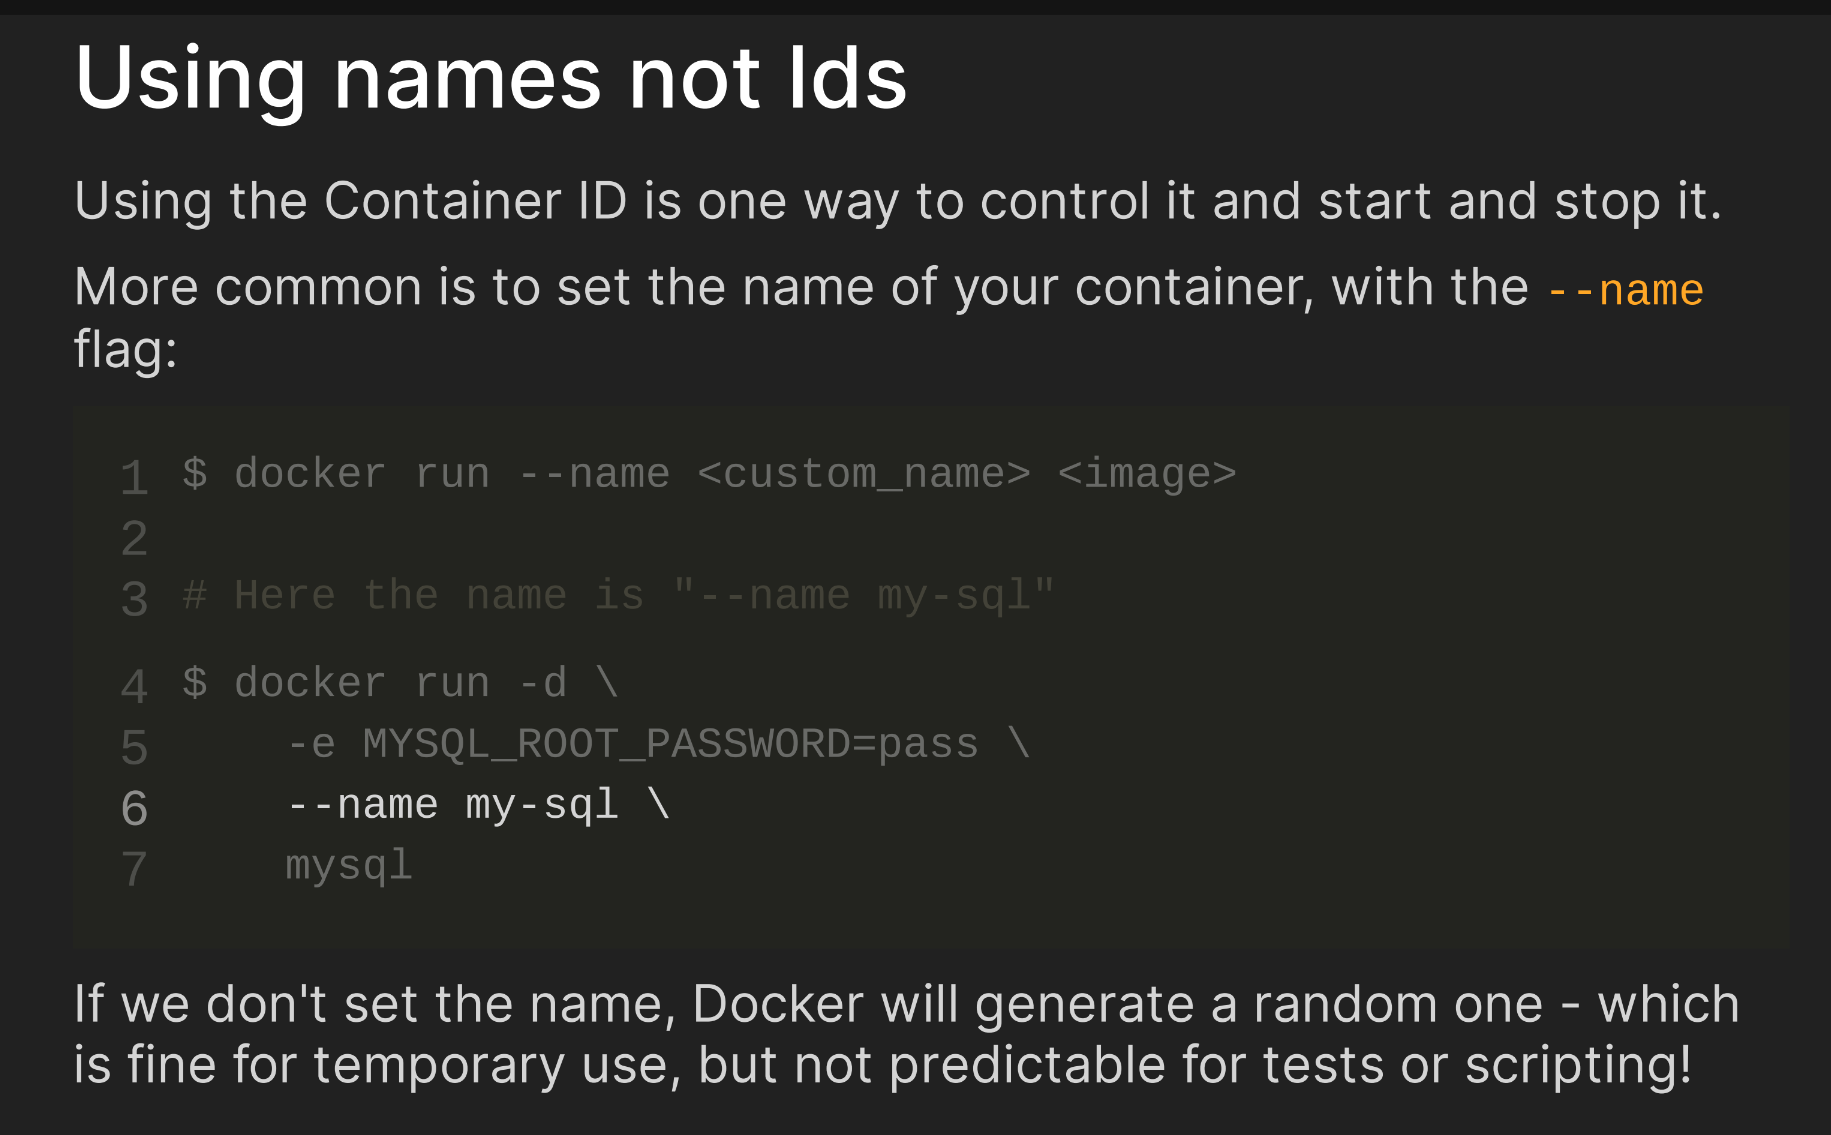 Using names not Ids
Using the Container ID is one way to control it and start and stop it.
More common is to set the name of your container, with the --name
flag:
1 $ docker run --name <custom_name> <image>
2
3 # Here the name is "--name my-sql"
4 $ docker run -d \
5     -e MYSQL_ROOT_PASSWORD=pass \
6     --name my-sql \
7     mysql
If we don't set the name, Docker will generate a random one - which
is fine for temporary use, but not predictable for tests or scripting!